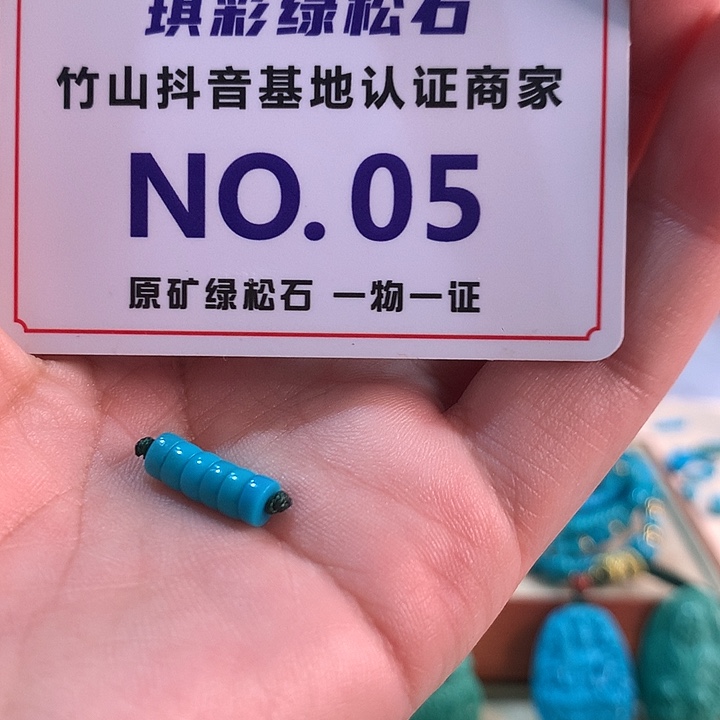 琪彩绿松石
竹山抖音基地认证商家
NO. 05
原矿绿松石 一物一证